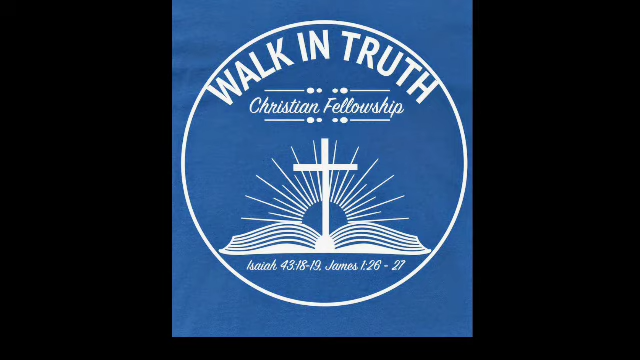 WALK IN TRUTH
Christian Fellowship
Isaiah 43:18-19, James 1:26 - 27